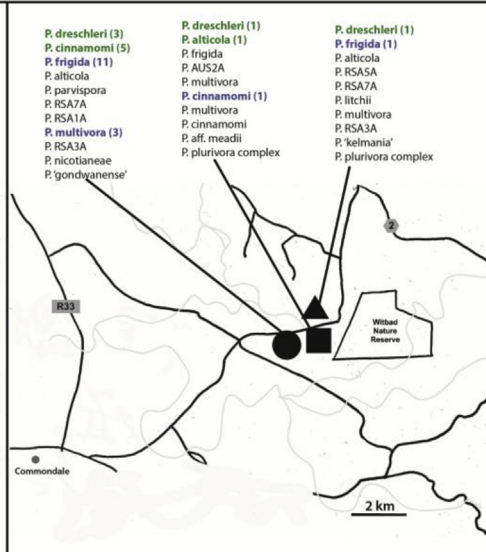 P. dreschleri (3)
P. cinnamomi (5)
P. frigida (11)
P. alticola
P. parvispora
P. RSA7A
P. RSA1A
P. multivora (3)
P. RSA3A
P. nicotianeae
P. 'gondwanense'
P. dreschleri (1)
P. alticola (1)
P. frigida
P. AUS2A
P. multivora
P. cinnamomi (1)
P. multivora
P. cinnamomi
P. aff. meadii
P. plurivora complex
P. dreschleri (1)
P. frigida (1)
P. alticola
P. RSA5A
P. RSA7A
P. litchii
P. multivora
P. RSA3A
P. 'kelmania'
P. plurivora complex
2
R33
Witbad
Nature
Reserve
Commondale
2 km